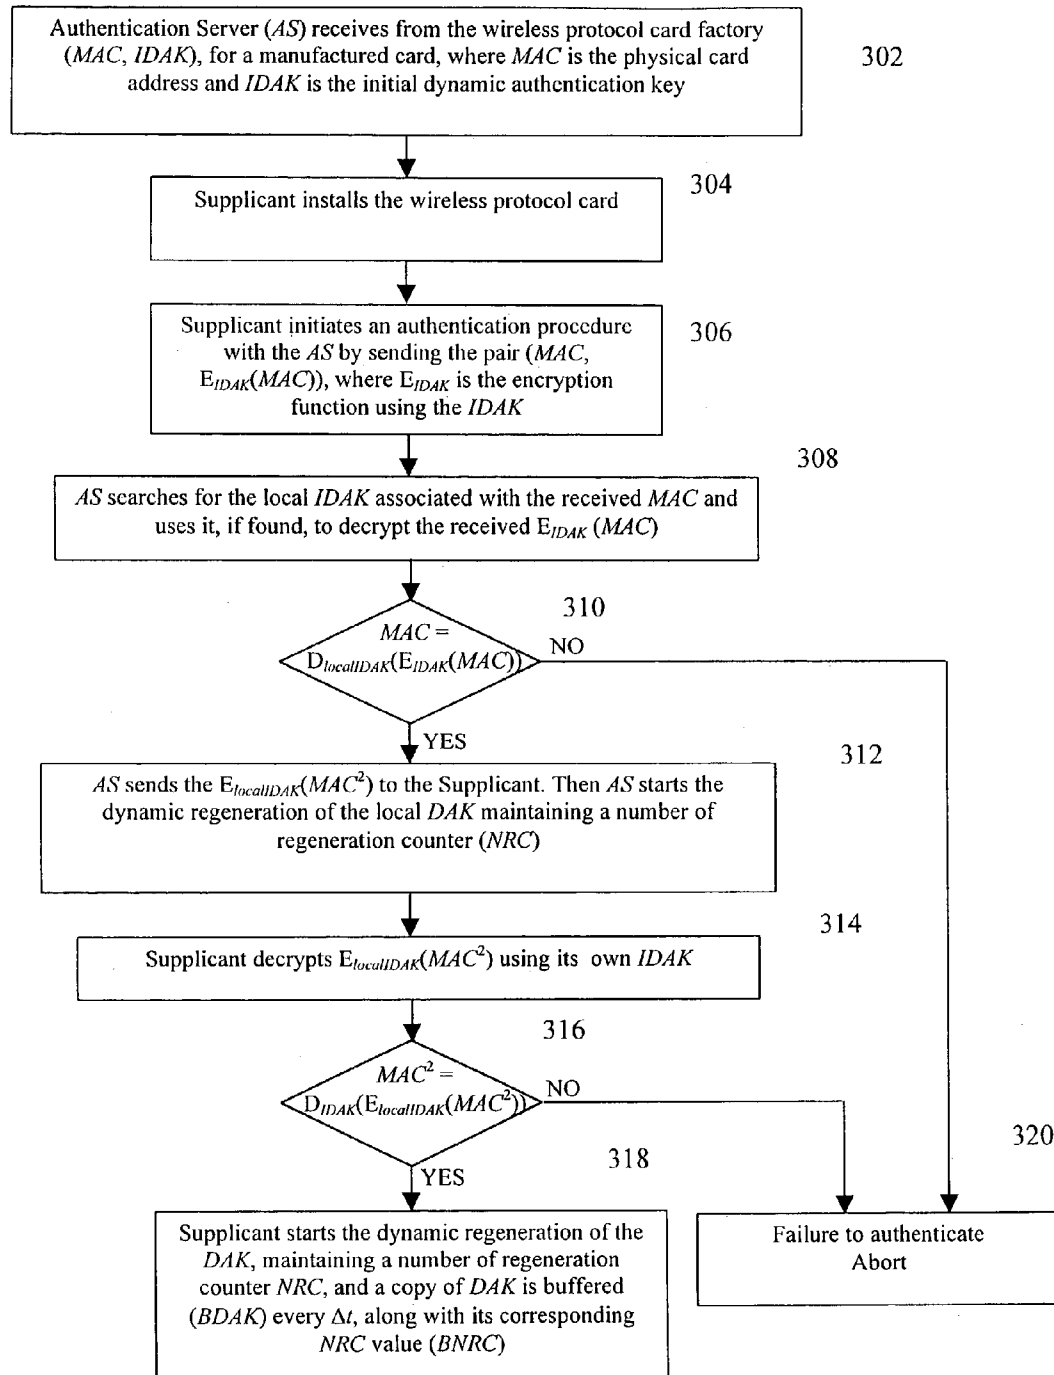 Authentication Server (AS) receives from the wireless protocol card factory
(MAC, IDAK), for a manufactured card, where MAC is the physical card
address and IDAK is the initial dynamic authentication key
302
304
Supplicant installs the wireless protocol card
306
Supplicant initiates an authentication procedure
with the AS by sending the pair (MAC,
E_IDAK(MAC)), where E_IDAK is the encryption
function using the IDAK
308
AS searches for the local IDAK associated with the received MAC and
uses it, if found, to decrypt the received E_IDAK (MAC)
310
MAC =
D_localIDAK(E_IDAK(MAC))
NO
YES
312
AS sends the E_localIDAK(MAC²) to the Supplicant. Then AS starts the
dynamic regeneration of the local DAK maintaining a number of
regeneration counter (NRC)
314
Supplicant decrypts E_localIDAK(MAC²) using its own IDAK
316
MAC² =
D_IDAK(E_localIDAK(MAC²))
NO
YES
318
320
Supplicant starts the dynamic regeneration of the
DAK, maintaining a number of regeneration
counter NRC, and a copy of DAK is buffered
(BDAK) every Δt, along with its corresponding
NRC value (BNRC)
Failure to authenticate
Abort